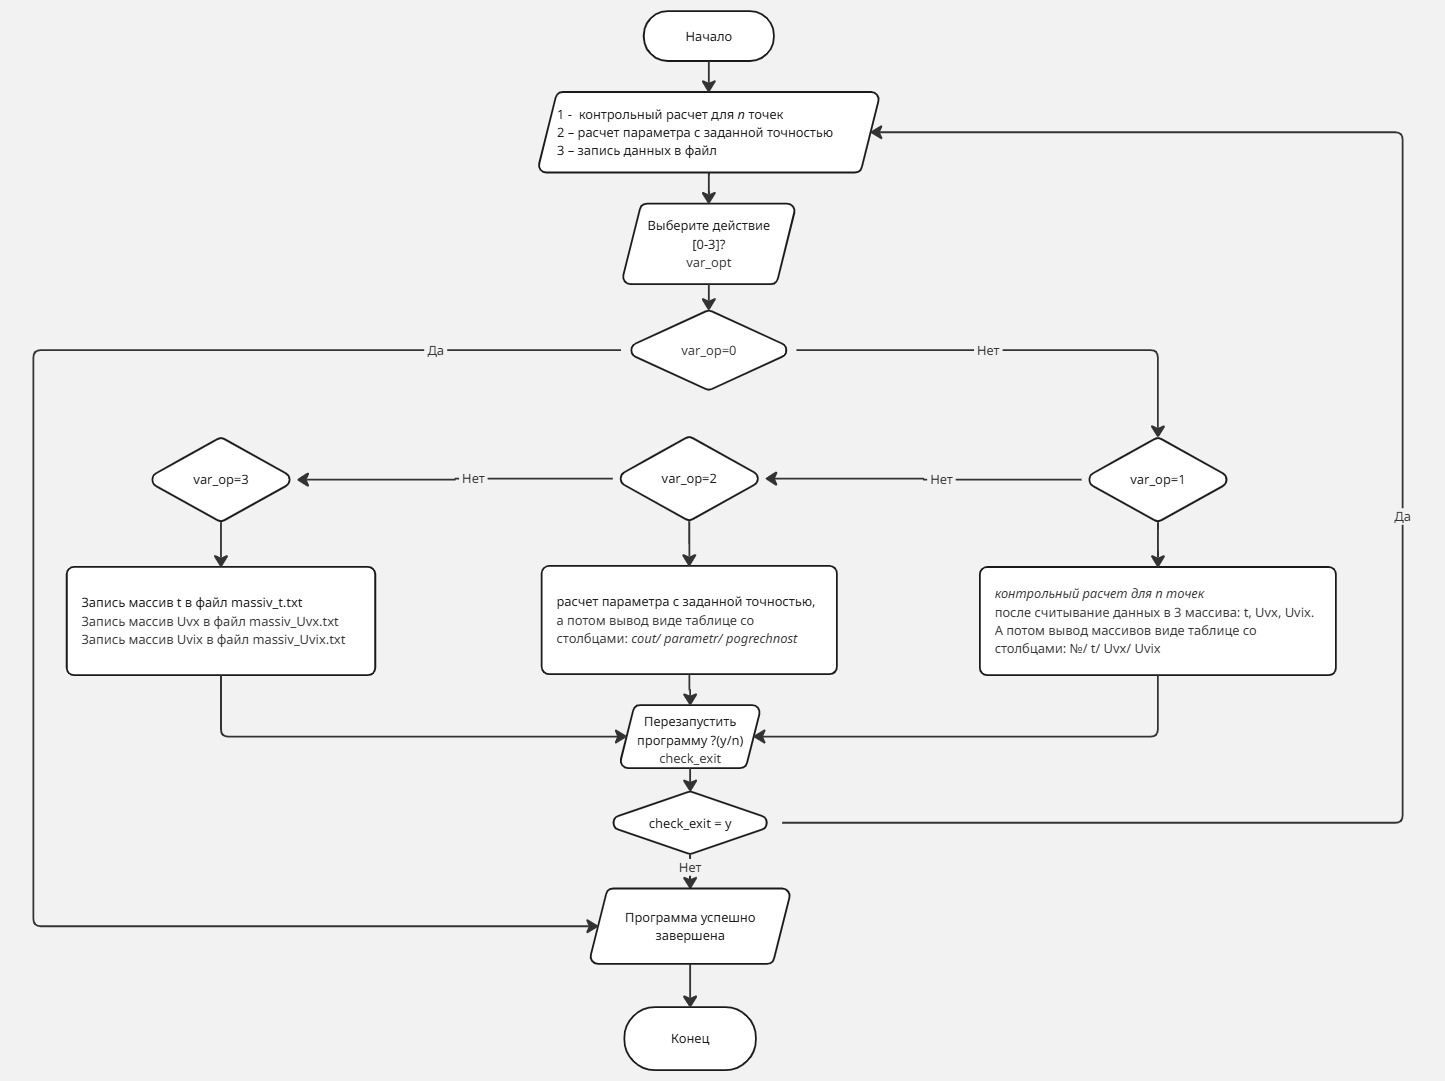 Начало
1 - контрольный расчет для n точек
2 – расчет параметра с заданной точностью
3 – запись данных в файл
Выберите действие
[0-3]?
var_opt
var_op=0
Да
Нет
var_op=3
Нет
var_op=2
Нет
var_op=1
Да
Запись массив t в файл massiv_t.txt
Запись массив Uvx в файл massiv_Uvx.txt
Запись массив Uvix в файл massiv_Uvix.txt
расчет параметра с заданной точностью,
а потом вывод виде таблице со
столбцами: cout/ parametr/ pogrechnost
контрольный расчет для n точек
после считывание данных в 3 массива: t, Uvx, Uvix.
А потом вывод массивов виде таблице со
столбцами: №/ t/ Uvx/ Uvix
Перезапустить
программу ?(y/n)
check_exit
check_exit = y
Нет
Программа успешно
завершена
Конец